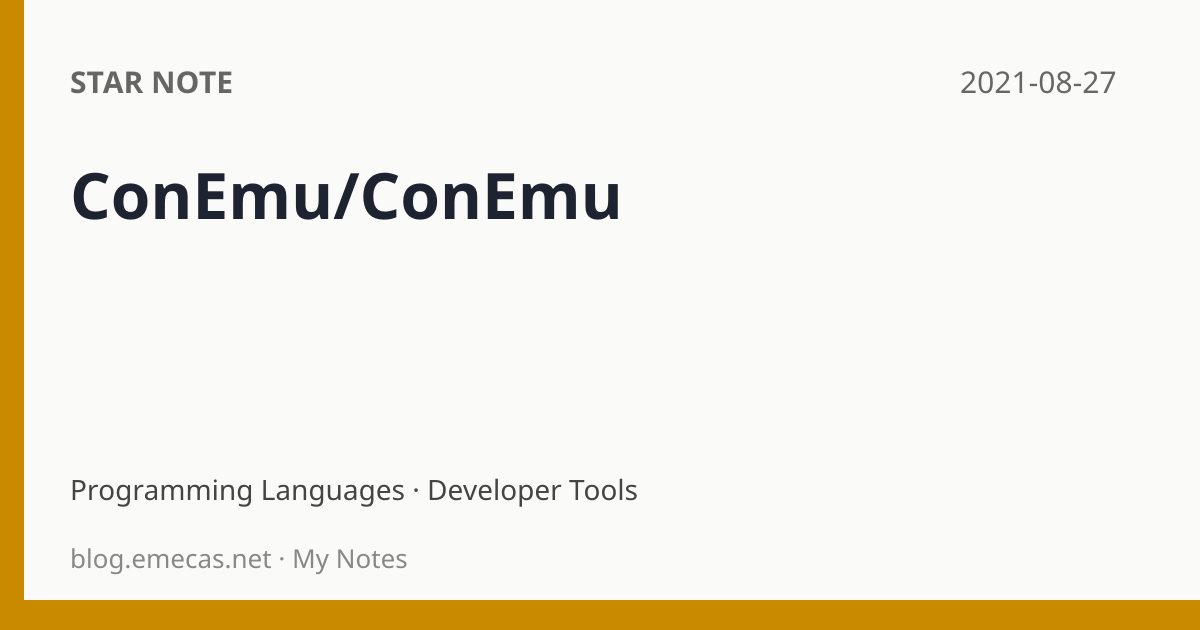 STAR NOTE
2021-08-27
ConEmu/ConEmu
Programming Languages · Developer Tools
blog.emecas.net · My Notes